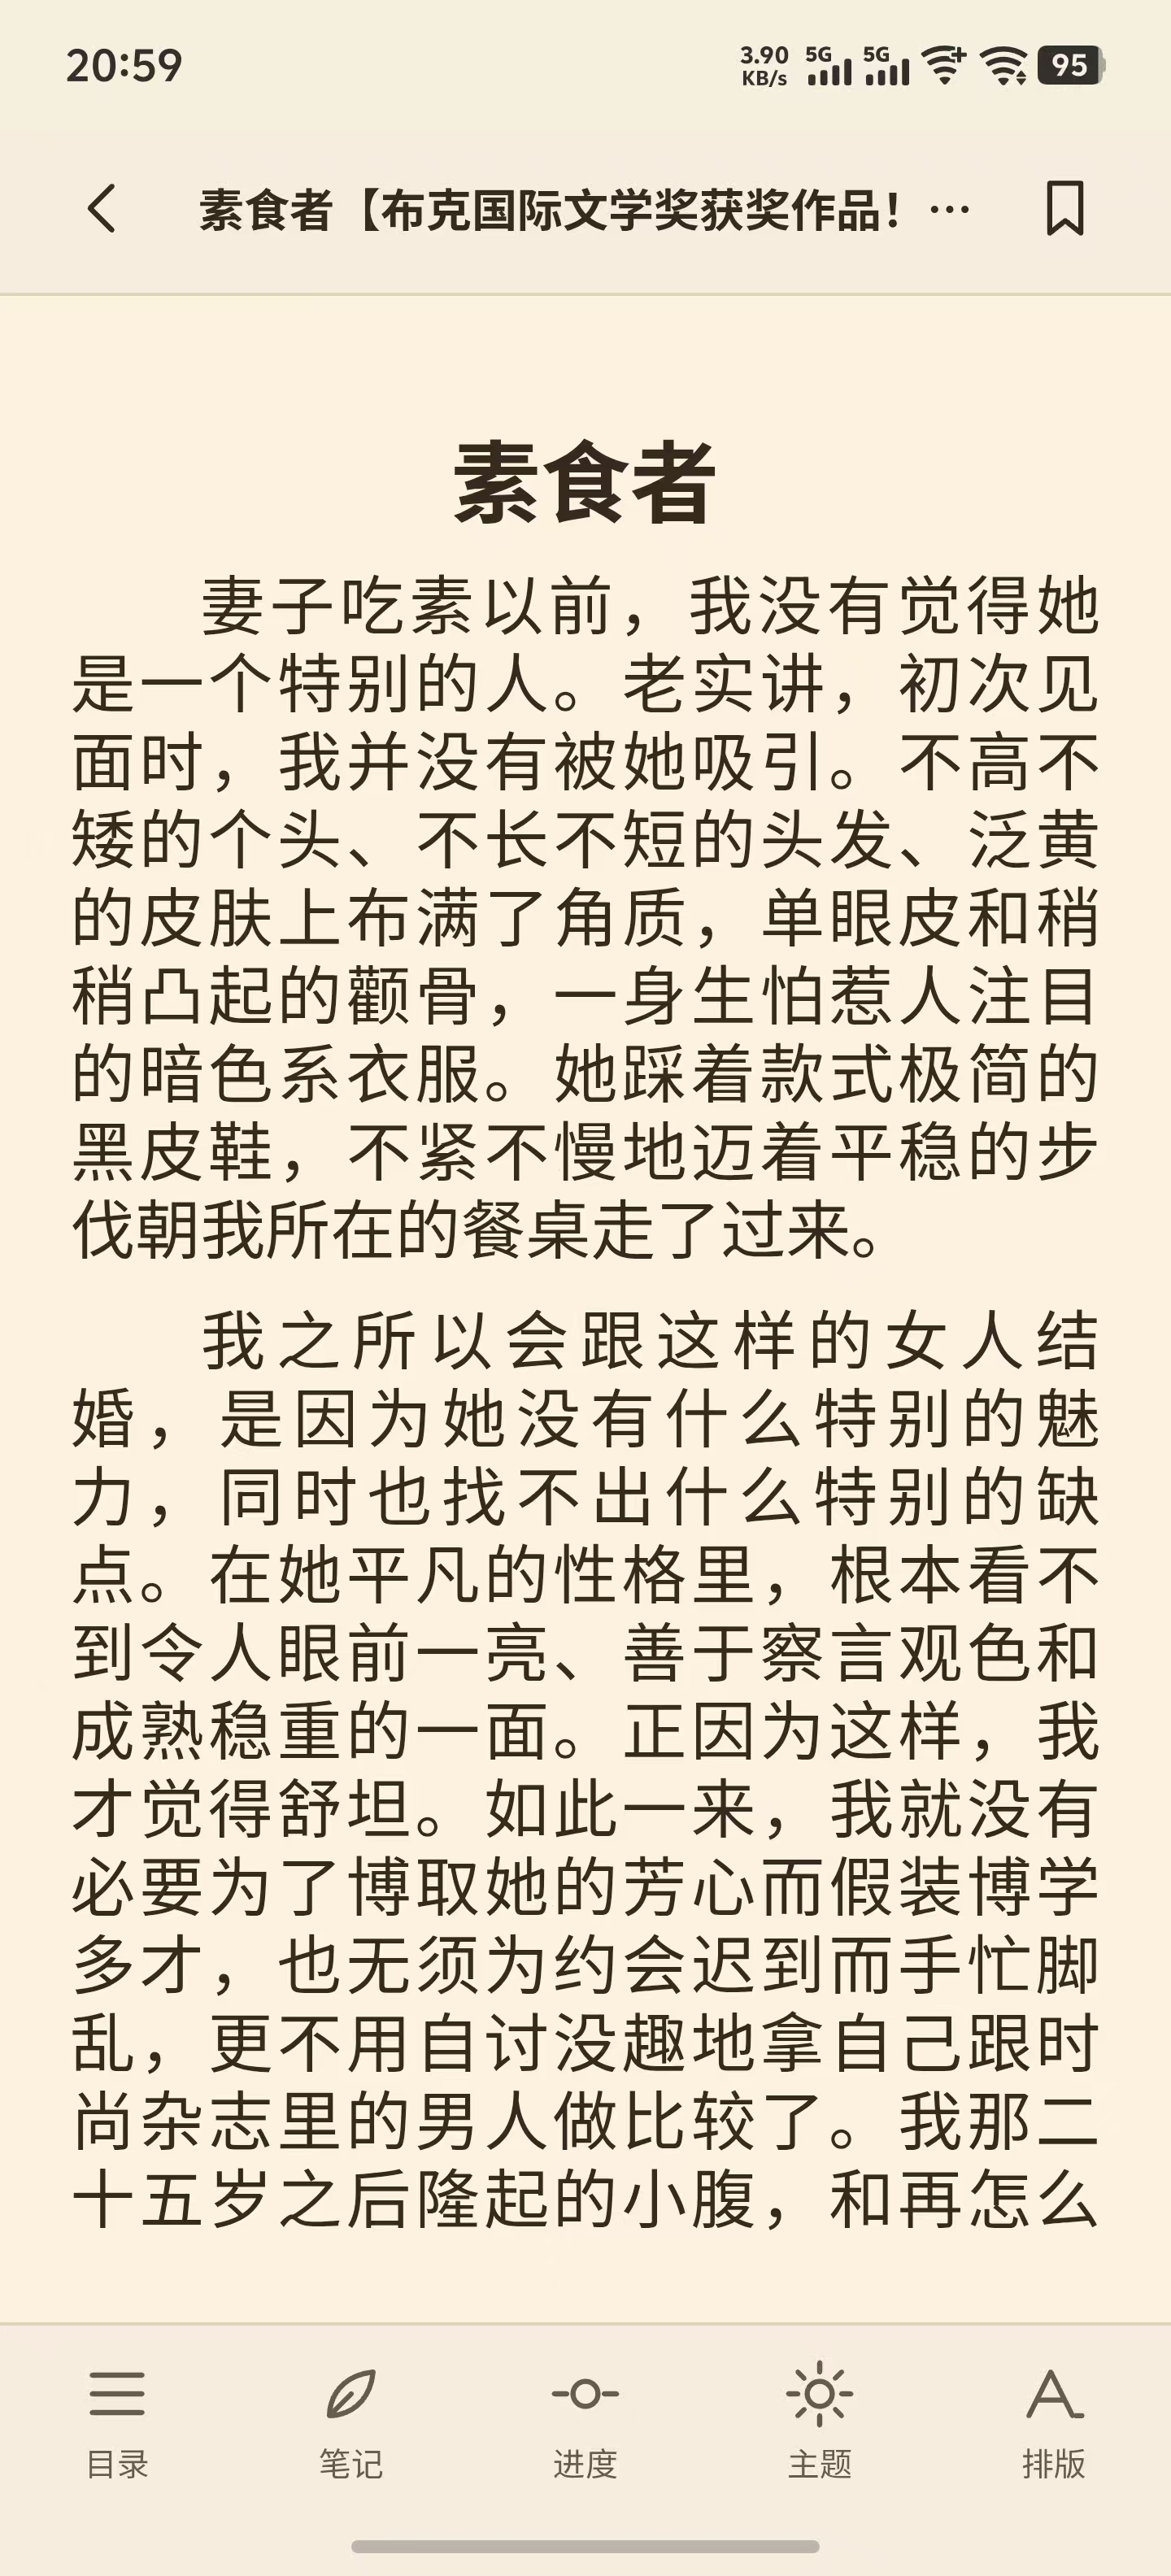 20:59
3.90 KB/s 5G 5G 95
素食者【布克国际文学奖获奖作品！…
素食者
妻子吃素以前，我没有觉得她
是一个特别的人。老实讲，初次见
面时，我并没有被她吸引。不高不
矮的个头、不长不短的头发、泛黄
的皮肤上布满了角质，单眼皮和稍
稍凸起的颧骨，一身生怕惹人注目
的暗色系衣服。她踩着款式极简的
黑皮鞋，不紧不慢地迈着平稳的步
伐朝我所在的餐桌走了过来。
我之所以会跟这样的女人结
婚，是因为她没有什么特别的魅
力，同时也找不出什么特别的缺
点。在她平凡的性格里，根本看不
到令人眼前一亮、善于察言观色和
成熟稳重的一面。正因为这样，我
才觉得舒坦。如此一来，我就没有
必要为了博取她的芳心而假装博学
多才，也无须为约会迟到而手忙脚
乱，更不用自讨没趣地拿自己跟时
尚杂志里的男人做比较了。我那二
十五岁之后隆起的小腹，和再怎么
目录 笔记 进度 主题 排版